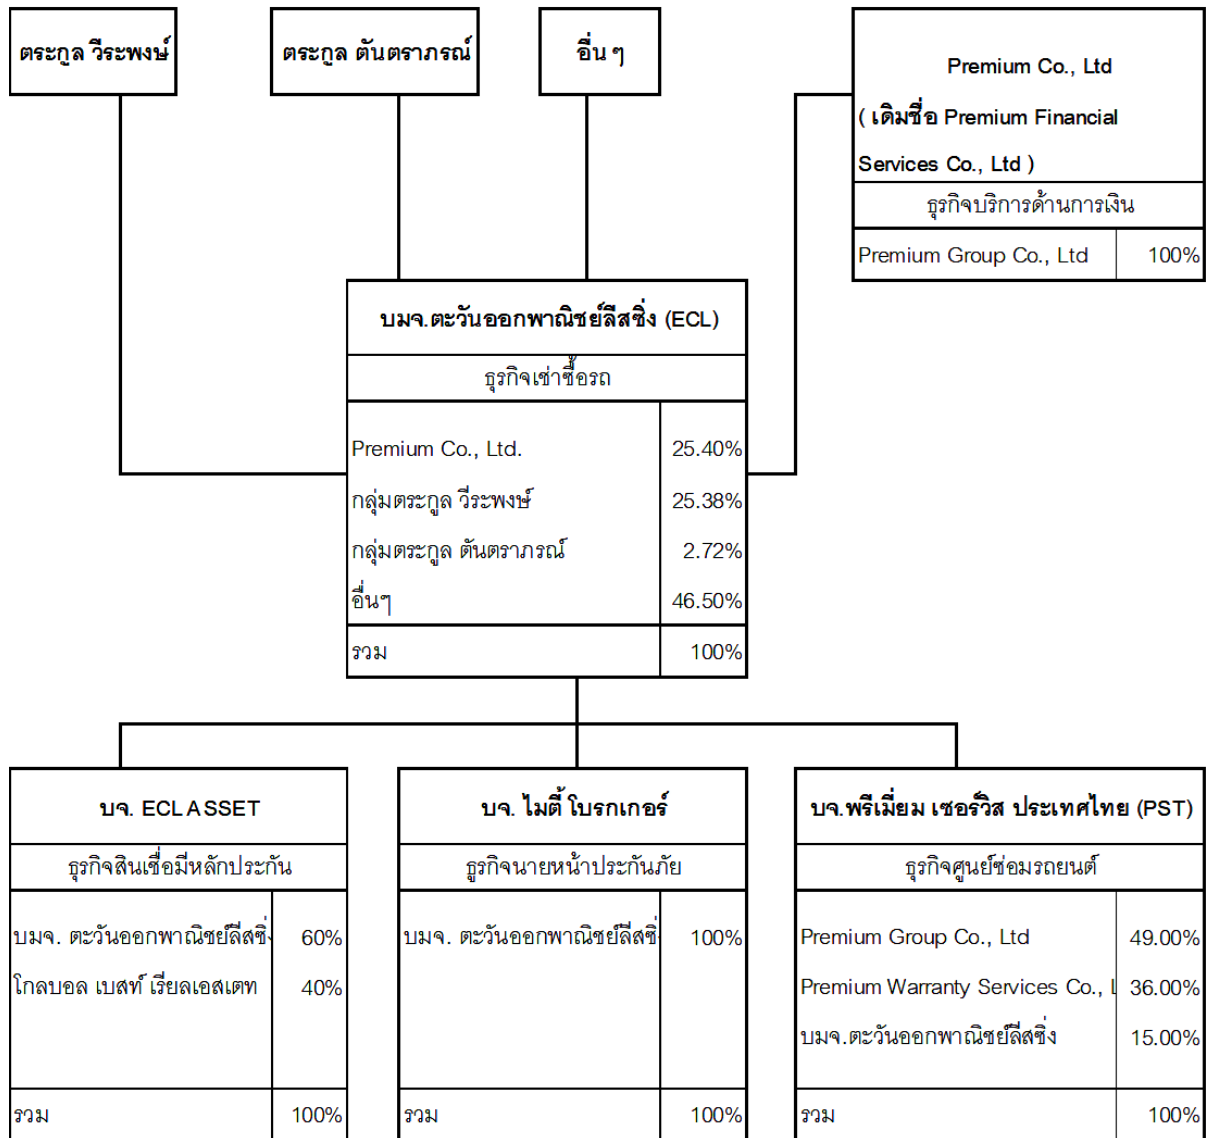 ตระกูล วีระพงษ์
ตระกูล ตันตราภรณ์
อื่น ๆ
Premium Co., Ltd
( เดิมชื่อ Premium Financial
Services Co., Ltd )
ธุรกิจบริการด้านการเงิน
Premium Group Co., Ltd 100%
บมจ.ตะวันออกพาณิชย์ลีสซิ่ง (ECL)
ธุรกิจเช่าซื้อรถ
Premium Co., Ltd. 25.40%
กลุ่มตระกูล วีระพงษ์ 25.38%
กลุ่มตระกูล ตันตราภรณ์ 2.72%
อื่นๆ 46.50%
รวม 100%
บจ. ECL ASSET
ธุรกิจสินเชื่อมีหลักประกัน
บมจ. ตะวันออกพาณิชย์ลีสซิ่ 60%
โกลบอล เบสท์ เรียลเอสเตท 40%
รวม 100%
บจ. ไมตี้ โบรกเกอร์
ธุรกิจนายหน้าประกันภัย
บมจ. ตะวันออกพาณิชย์ลีสซิ่ 100%
รวม 100%
บจ.พรีเมี่ยม เซอร์วิส ประเทศไทย (PST)
ธุรกิจศูนย์ซ่อมรถยนต์
Premium Group Co., Ltd 49.00%
Premium Warranty Services Co., L 36.00%
บมจ.ตะวันออกพาณิชย์ลีสซิ่ง 15.00%
รวม 100%